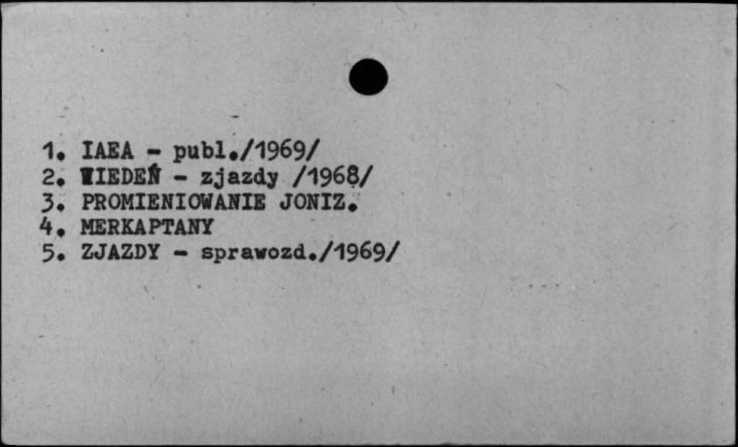 1. IAEA - publ./1969/
2. WIEDEŃ - zjazdy /1968/
3. PROMIENIOWANIE JONIZ.
4. MERKAPTANY
5. ZJAZDY - sprawozd./1969/